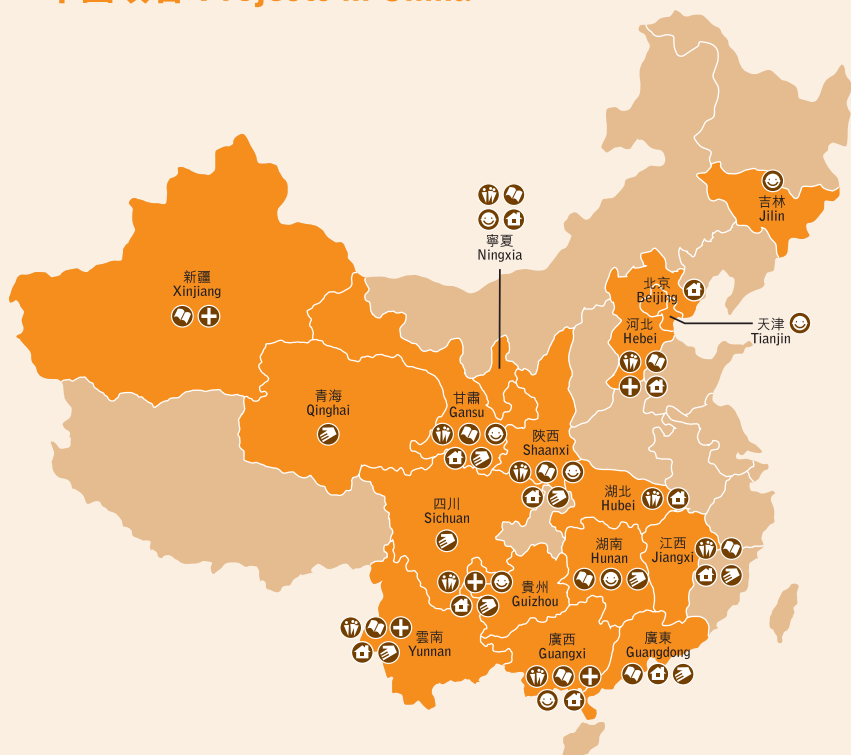 吉林
Jilin
寧夏
Ningxia
新疆
Xinjiang
北京
Beijing
天津
Tianjin
河北
Hebei
青海
Qinghai
甘肅
Gansu
陝西
Shaanxi
湖北
Hubei
四川
Sichuan
湖南
Hunan
江西
Jiangxi
貴州
Guizhou
雲南
Yunnan
廣西
Guangxi
廣東
Guangdong